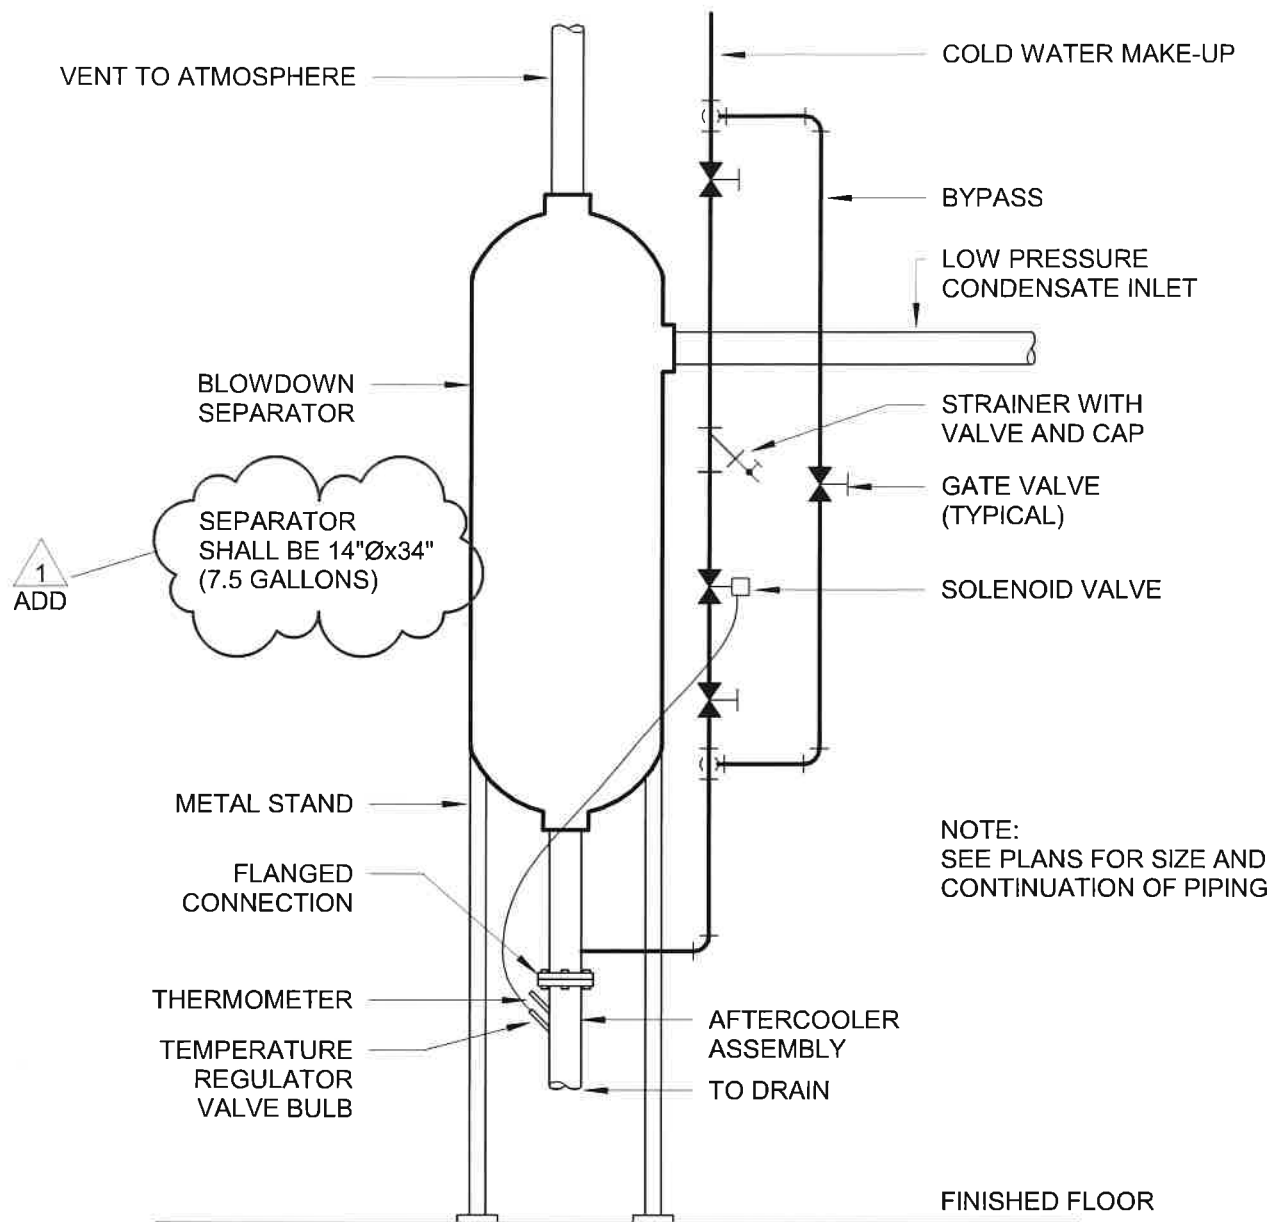 VENT TO ATMOSPHERE
COLD WATER MAKE-UP
BYPASS
LOW PRESSURE
CONDENSATE INLET
BLOWDOWN
SEPARATOR
STRAINER WITH
VALVE AND CAP
GATE VALVE
(TYPICAL)
SEPARATOR
SHALL BE 14"Øx34"
(7.5 GALLONS)
1
ADD
SOLENOID VALVE
METAL STAND
NOTE:
SEE PLANS FOR SIZE AND
CONTINUATION OF PIPING
FLANGED
CONNECTION
THERMOMETER
TEMPERATURE
REGULATOR
VALVE BULB
AFTERCOOLER
ASSEMBLY
TO DRAIN
FINISHED FLOOR